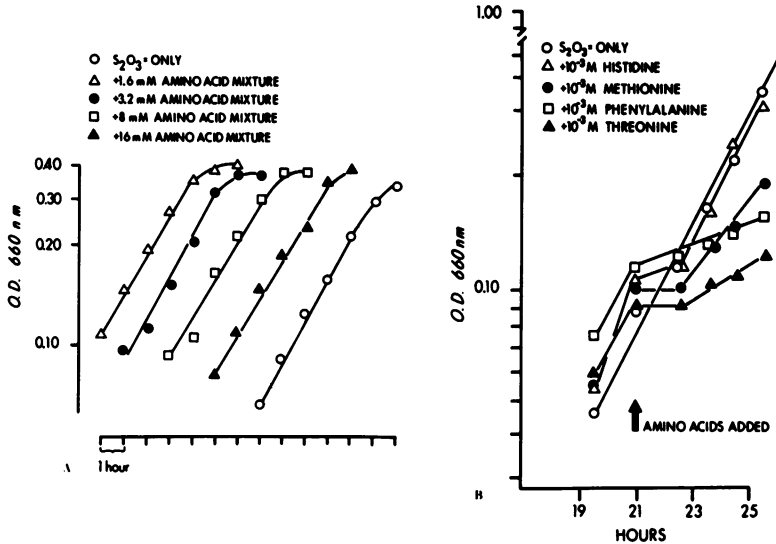 S₂O₃= ONLY
+1.6 mM AMINO ACID MIXTURE
+3.2 mM AMINO ACID MIXTURE
+8 mM AMINO ACID MIXTURE
+16 mM AMINO ACID MIXTURE
0.40
0.30
0.20
0.10
O.D. 660 nm
1 hour
A
1.00
S₂O₃= ONLY
+10⁻³M HISTIDINE
+10⁻³M METHIONINE
+10⁻³M PHENYLALANINE
+10⁻³M THREONINE
0.10
O.D. 660nm
AMINO ACIDS ADDED
B
19 21 23 25
HOURS